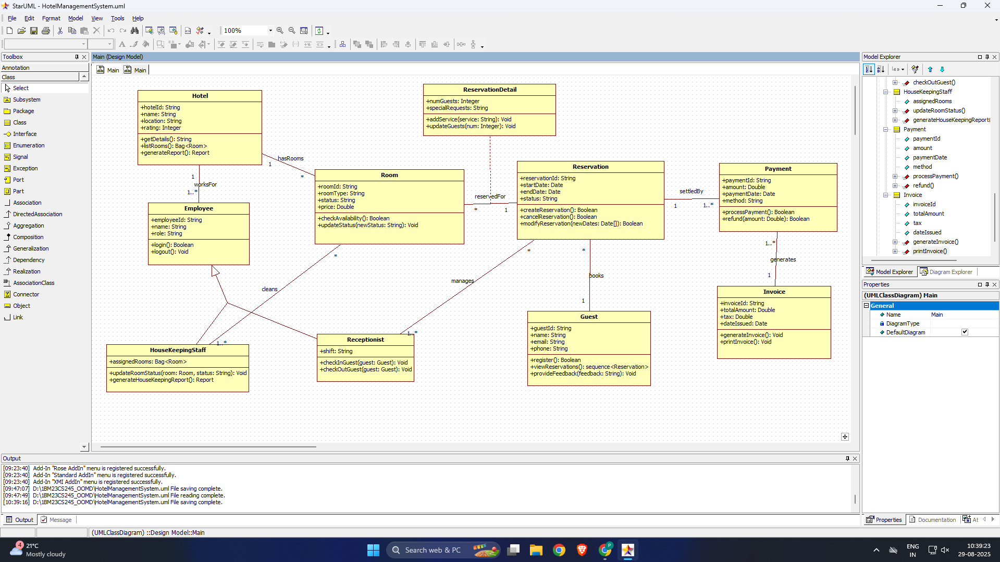 StarUML - HotelManagementSystem.uml
File Edit Format Model View Tools Help
100%
Toolbox
Annotation
Class
Select
Subsystem
Package
Class
Interface
Enumeration
Signal
Exception
Port
Part
Association
DirectedAssociation
Aggregation
Composition
Generalization
Dependency
Realization
AssociationClass
Connector
Object
Link
Main (Design Model)
Main Main
Hotel
+hotelId: String
+name: String
+location: String
+rating: Integer
+getDetails(): String
+listRooms(): Bag<Room>
+generateReport(): Report
ReservationDetail
+numGuests: Integer
+specialRequests: String
+addService(service: String): Void
+updateGuests(num: Integer): Void
hasRooms
1
*
1
worksFor
1..*
Room
+roomId: String
+roomType: String
+status: String
+price: Double
+checkAvailability(): Boolean
+updateStatus(newStatus: String): Void
reservedFor
*
1
Reservation
+reservationId: String
+startDate: Date
+endDate: Date
+status: String
+createReservation(): Boolean
+cancelReservation(): Boolean
+modifyReservation(newDates: Date[]): Boolean
settledBy
1
1..*
Payment
+paymentId: String
+amount: Double
+paymentDate: Date
+method: String
+processPayment(): Boolean
+refund(amount: Double): Boolean
Employee
+employeeId: String
+name: String
+role: String
+login(): Boolean
+logout(): Void
*
cleans
1..*
*
manages
1..*
*
books
1
1..*
generates
1
Invoice
+invoiceId: String
+totalAmount: Double
+tax: Double
+dateIssued: Date
+generateInvoice(): Void
+printInvoice(): Void
Guest
+guestId: String
+name: String
+email: String
+phone: String
+register(): Boolean
+viewReservations(): sequence<Reservation>
+provideFeedback(feedback: String): Void
Receptionist
+shift: String
+checkInGuest(guest: Guest): Void
+checkOutGuest(guest: Guest): Void
HouseKeepingStaff
+assignedRooms: Bag<Room>
+updateRoomStatus(room: Room, status: String): Void
+generateHouseKeepingReport(): Report
Model Explorer
checkOutGuest()
HouseKeepingStaff
assignedRooms
updateRoomStatus()
generateHouseKeepingReport(
Payment
paymentId
amount
paymentDate
method
processPayment()
refund()
Invoice
invoiceId
totalAmount
tax
dateIssued
generateInvoice()
printInvoice()
Model Explorer Diagram Explorer
Properties
(UMLClassDiagram) Main
General
Name Main
DiagramType
DefaultDiagram
Properties Documentation At
Output
[09:23:40] Add-In "Rose AddIn" menu is registered successfully.
[09:23:40] Add-In "Standard AddIn" menu is registered successfully.
[09:23:40] Add-In "XMI AddIn" menu is registered successfully.
[09:47:07] D:\1BM23CS245_OOMD\HotelManagementSystem.uml File saving complete.
[09:47:49] D:\1BM23CS245_OOMD\HotelManagementSystem.uml File reading complete.
[10:39:16] D:\1BM23CS245_OOMD\HotelManagementSystem.uml File saving complete.
Output Message
(UMLClassDiagram) ::Design Model::Main
4
21°C
Mostly cloudy
Search web & PC
P
ENG
IN
10:39:23
29-08-2025